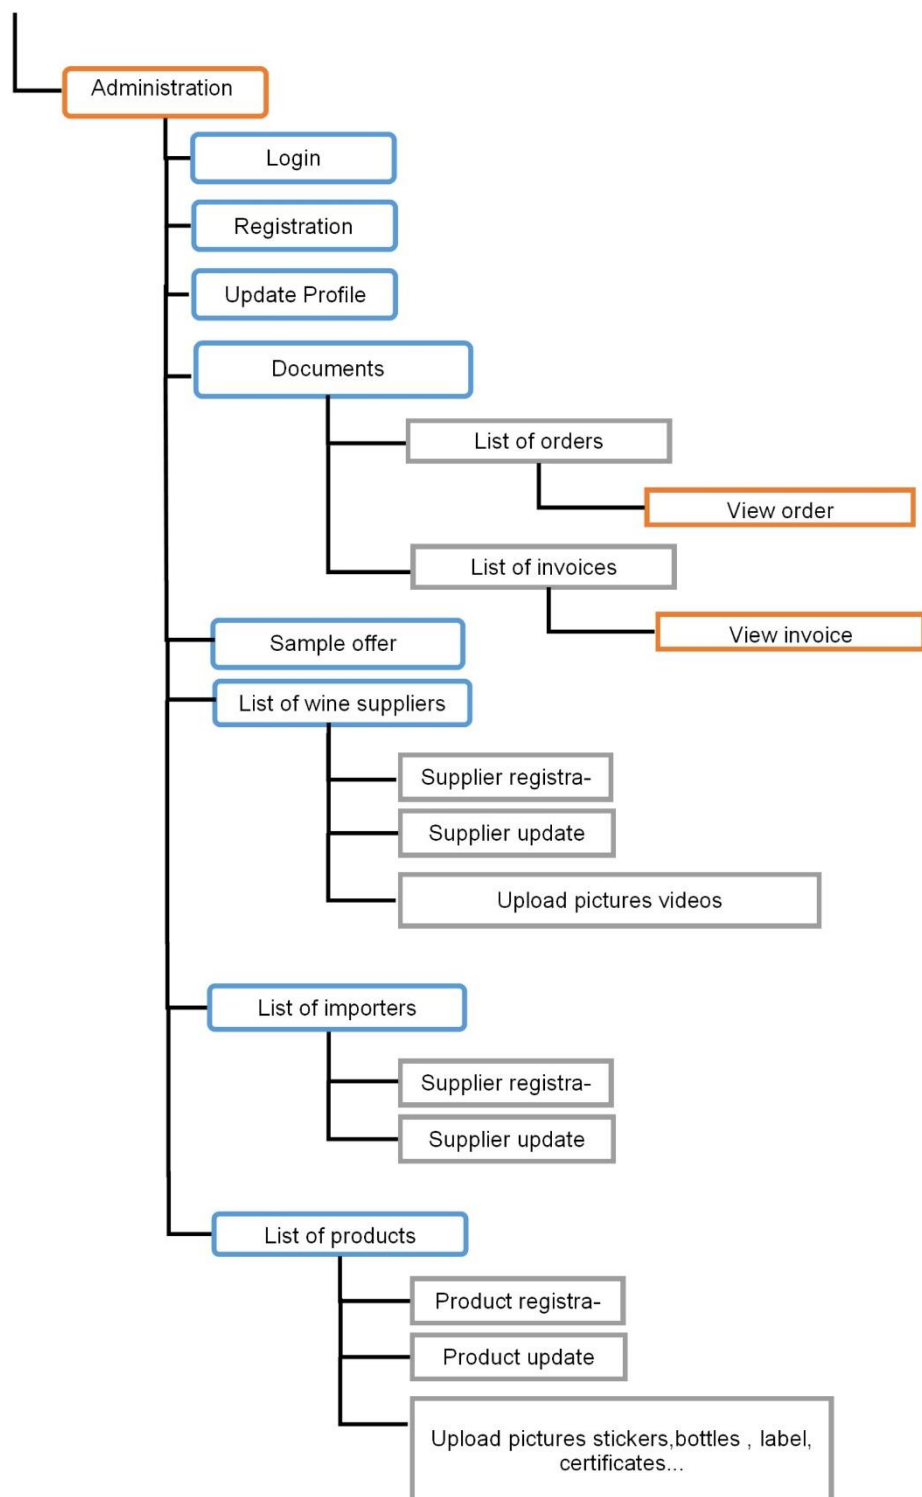 Administration
Login
Registration
Update Profile
Documents
List of orders
View order
List of invoices
View invoice
Sample offer
List of wine suppliers
Supplier registra-
Supplier update
Upload pictures videos
List of importers
Supplier registra-
Supplier update
List of products
Product registra-
Product update
Upload pictures stickers,bottles , label,
certificates...